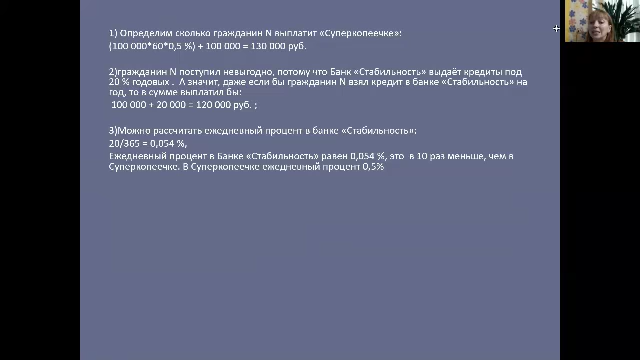 1) Определим сколько гражданин N выплатит «Суперкопеечке»:
(100 000*60*0,5 %) + 100 000 = 130 000 руб.
2)гражданин N поступил невыгодно, потому что Банк «Стабильность» выдаёт кредиты под
20 % годовых . А значит, даже если бы гражданин N взял кредит в банке «Стабильность» на
год, то в сумме выплатил бы:
100 000 + 20 000 = 120 000 руб. ;
3)Можно рассчитать ежедневный процент в банке «Стабильность»:
20/365 = 0,054 %,
Ежедневный процент в Банке «Стабильность» равен 0,054 %, это в 10 раз меньше, чем в
Суперкопеечке. В Суперкопеечке ежедневный процент 0,5%